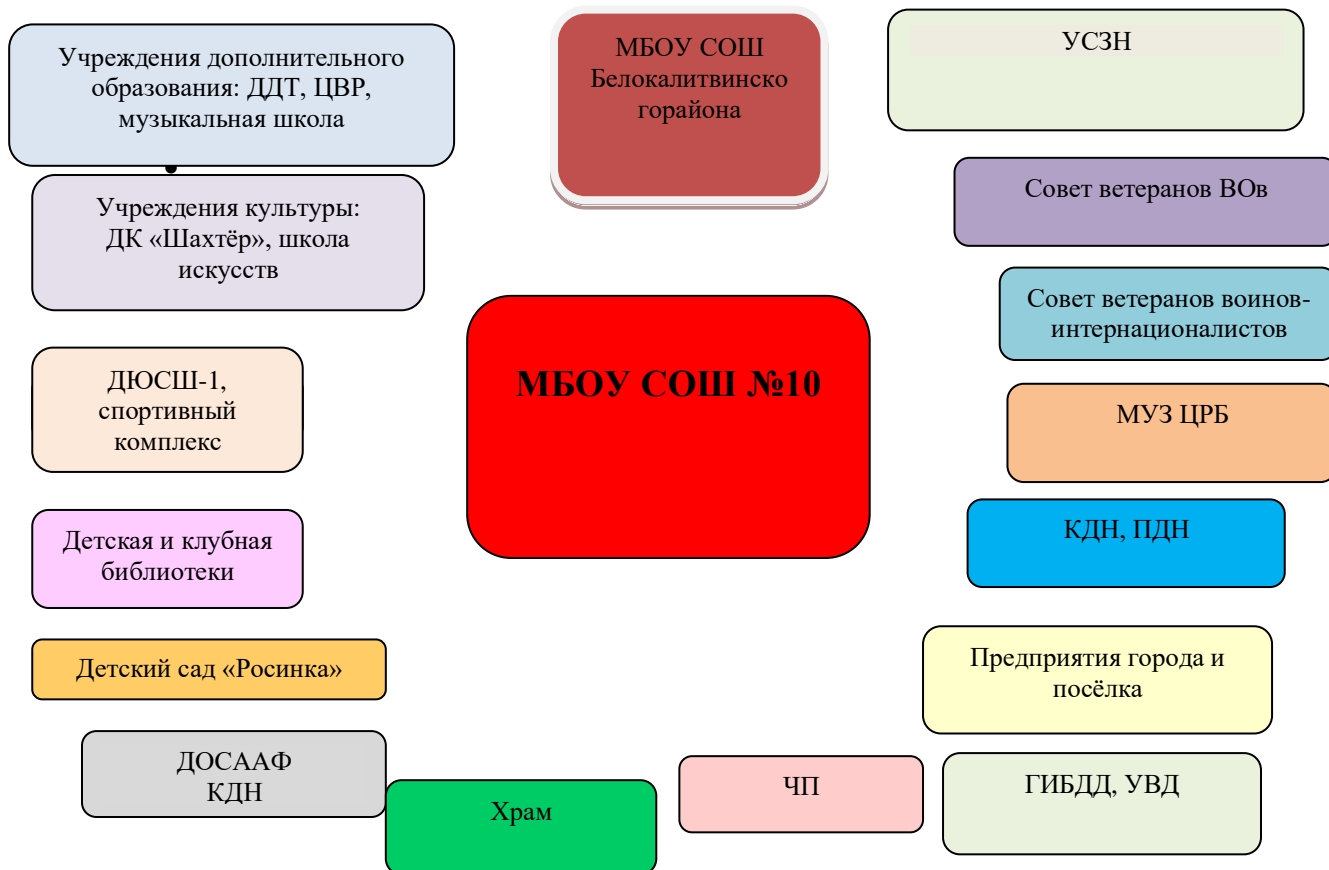 Учреждения дополнительного
образования: ДДТ, ЦВР,
музыкальная школа
МБОУ СОШ
Белокалитвинско
горайона
УСЗН
Учреждения культуры:
ДК «Шахтёр», школа
искусств
Совет ветеранов ВОв
Совет ветеранов воинов-
интернационалистов
ДЮСШ-1,
спортивный
комплекс
МБОУ СОШ №10
МУЗ ЦРБ
Детская и клубная
библиотеки
КДН, ПДН
Детский сад «Росинка»
Предприятия города и
посёлка
ДОСААФ
КДН
Храм
ЧП
ГИБДД, УВД